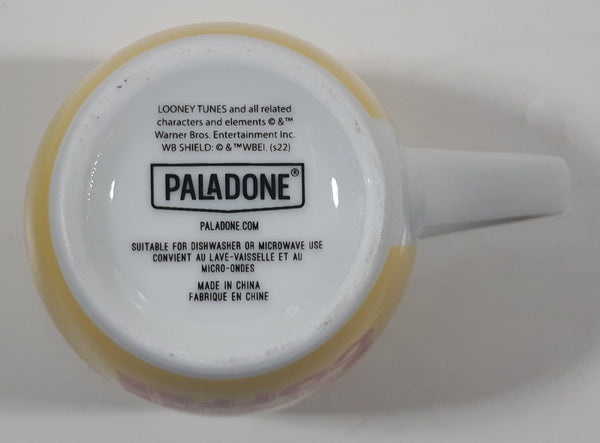 LOONEY TUNES and all related
characters and elements © &™
Warner Bros. Entertainment Inc.
WB SHIELD: © & ™WBEI. (s22)
PALADONE®
PALADONE.COM
SUITABLE FOR DISHWASHER OR MICROWAVE USE
CONVIENT AU LAVE-VAISSELLE ET AU
MICRO-ONDES
MADE IN CHINA
FABRIQUE EN CHINE